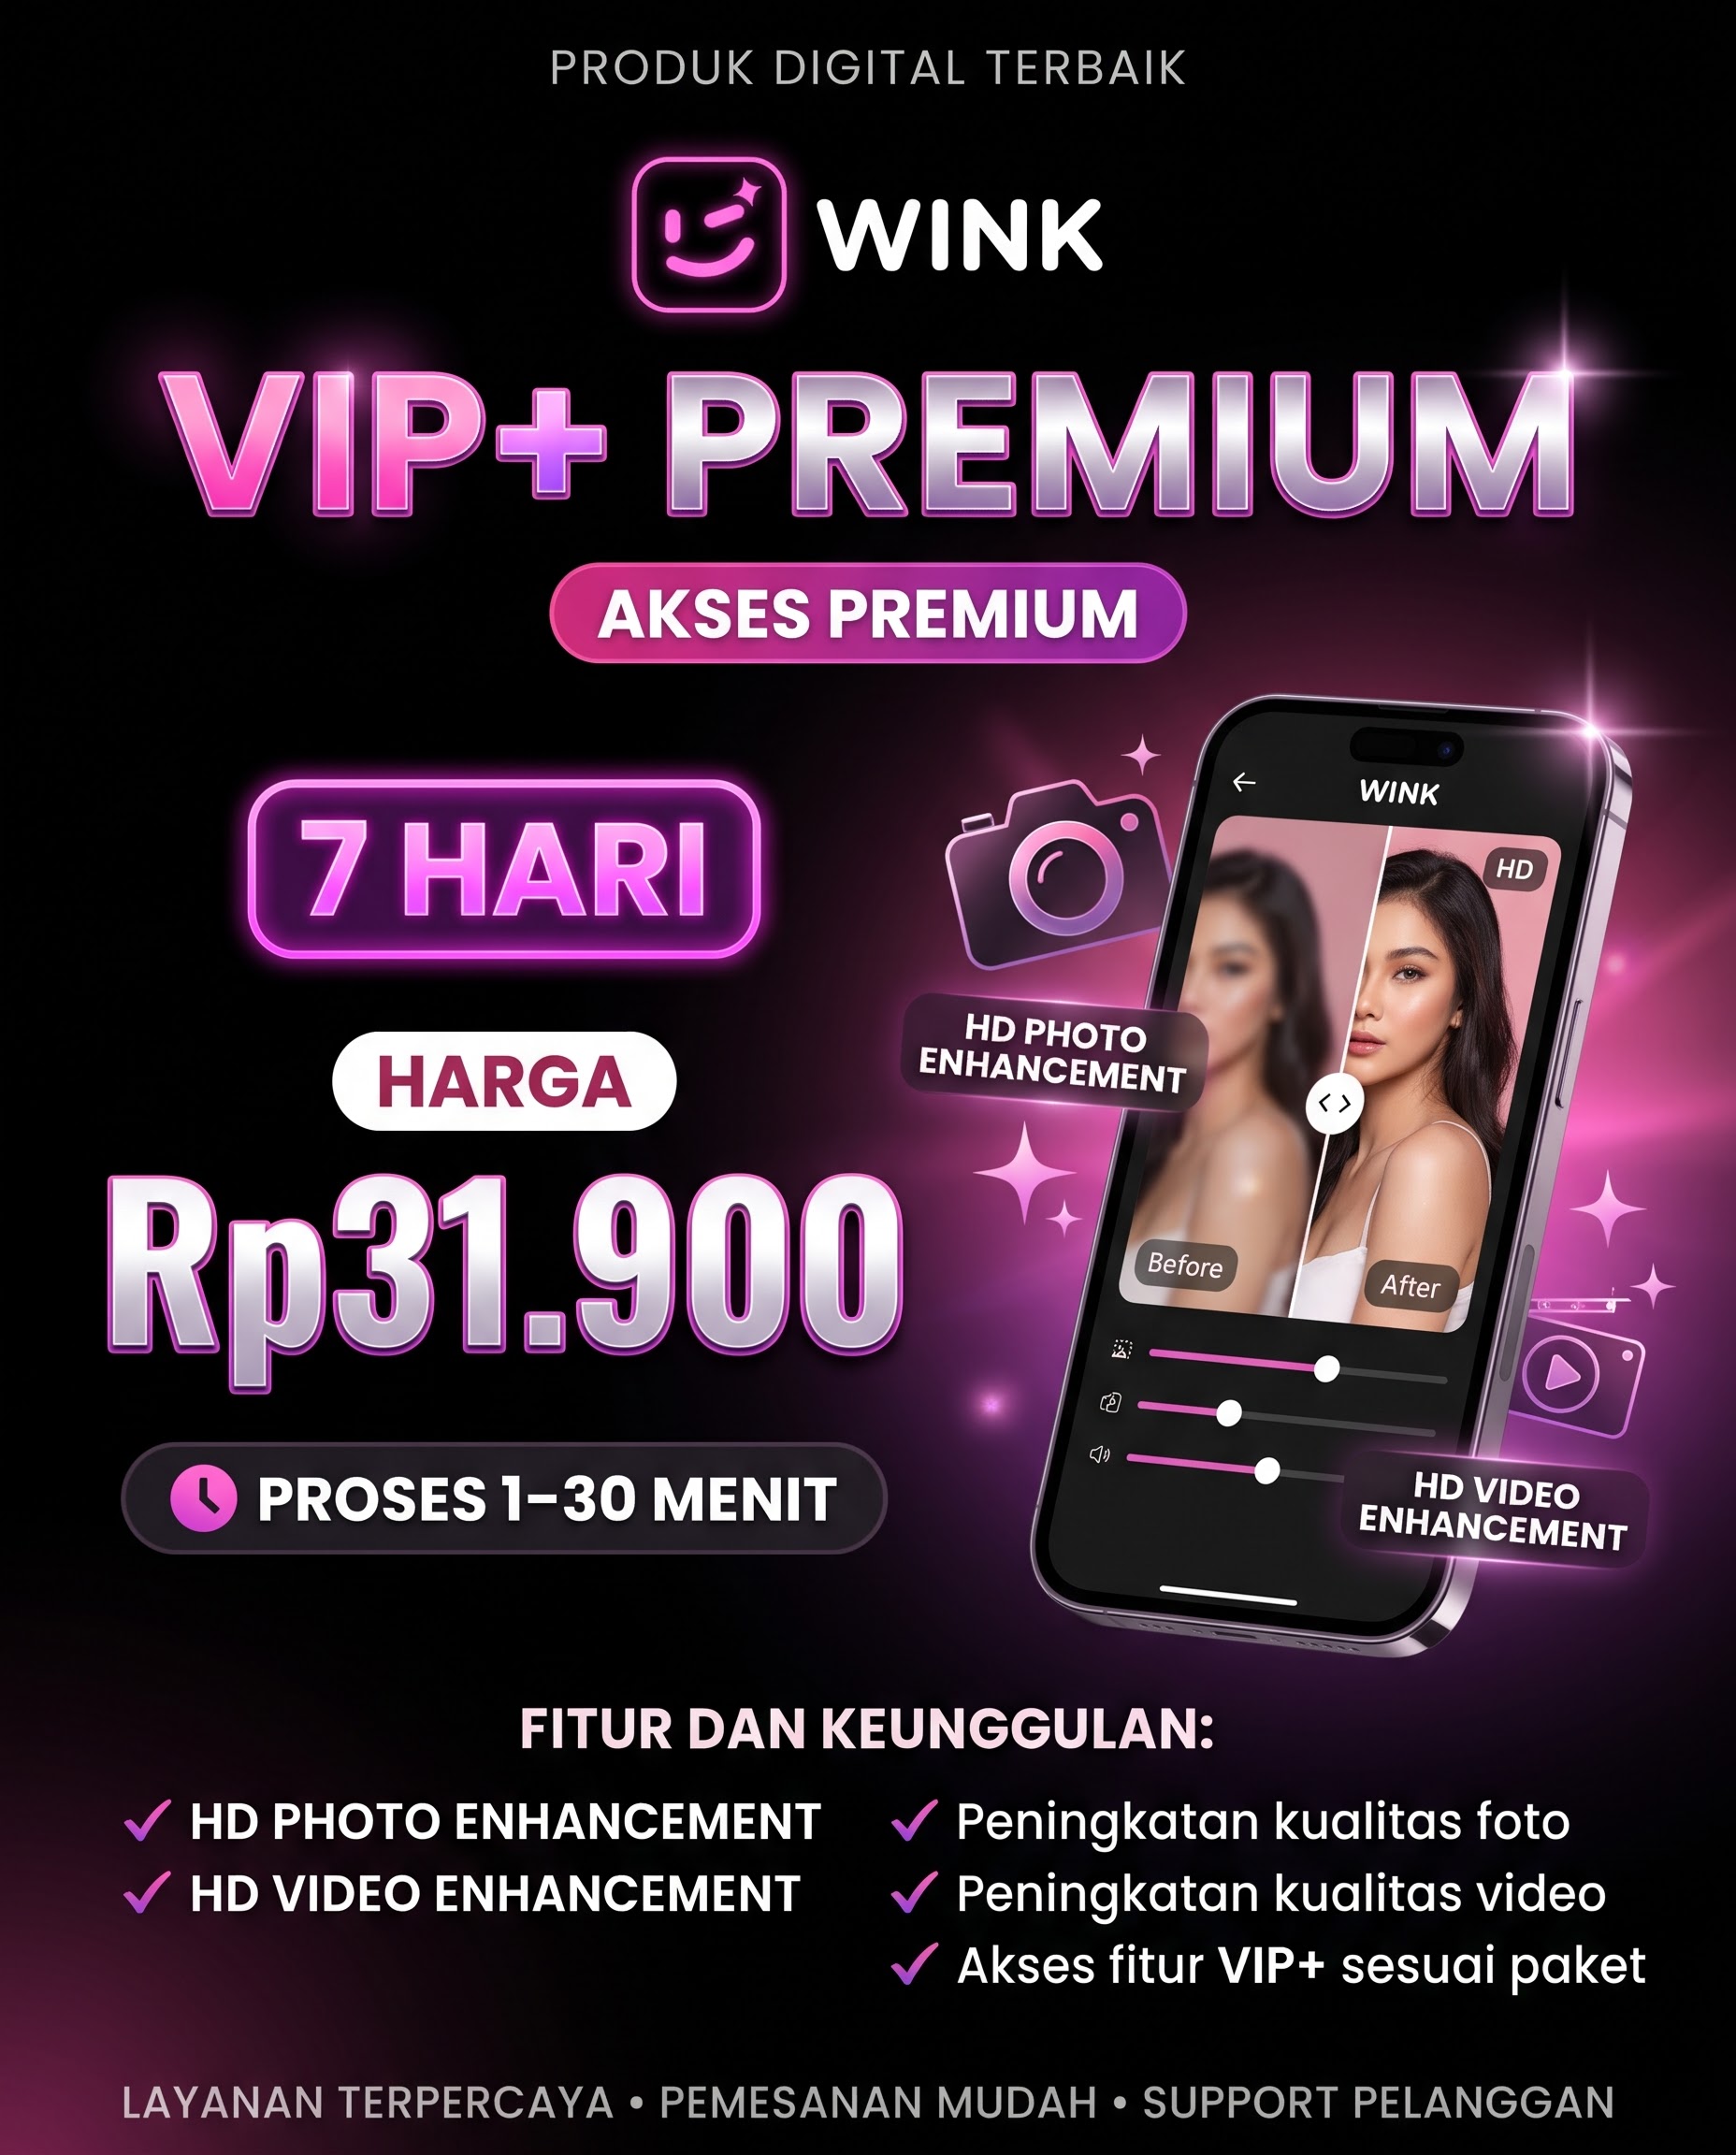 PRODUK DIGITAL TERBAIK
WINK
VIP+ PREMIUM
AKSES PREMIUM
7 HARI
HARGA
Rp31.900
PROSES 1–30 MENIT
WINK
HD
HD PHOTO
ENHANCEMENT
Before
After
HD VIDEO
ENHANCEMENT
FITUR DAN KEUNGGULAN:
HD PHOTO ENHANCEMENT
HD VIDEO ENHANCEMENT
Peningkatan kualitas foto
Peningkatan kualitas video
Akses fitur VIP+ sesuai paket
LAYANAN TERPERCAYA • PEMESANAN MUDAH • SUPPORT PELANGGAN